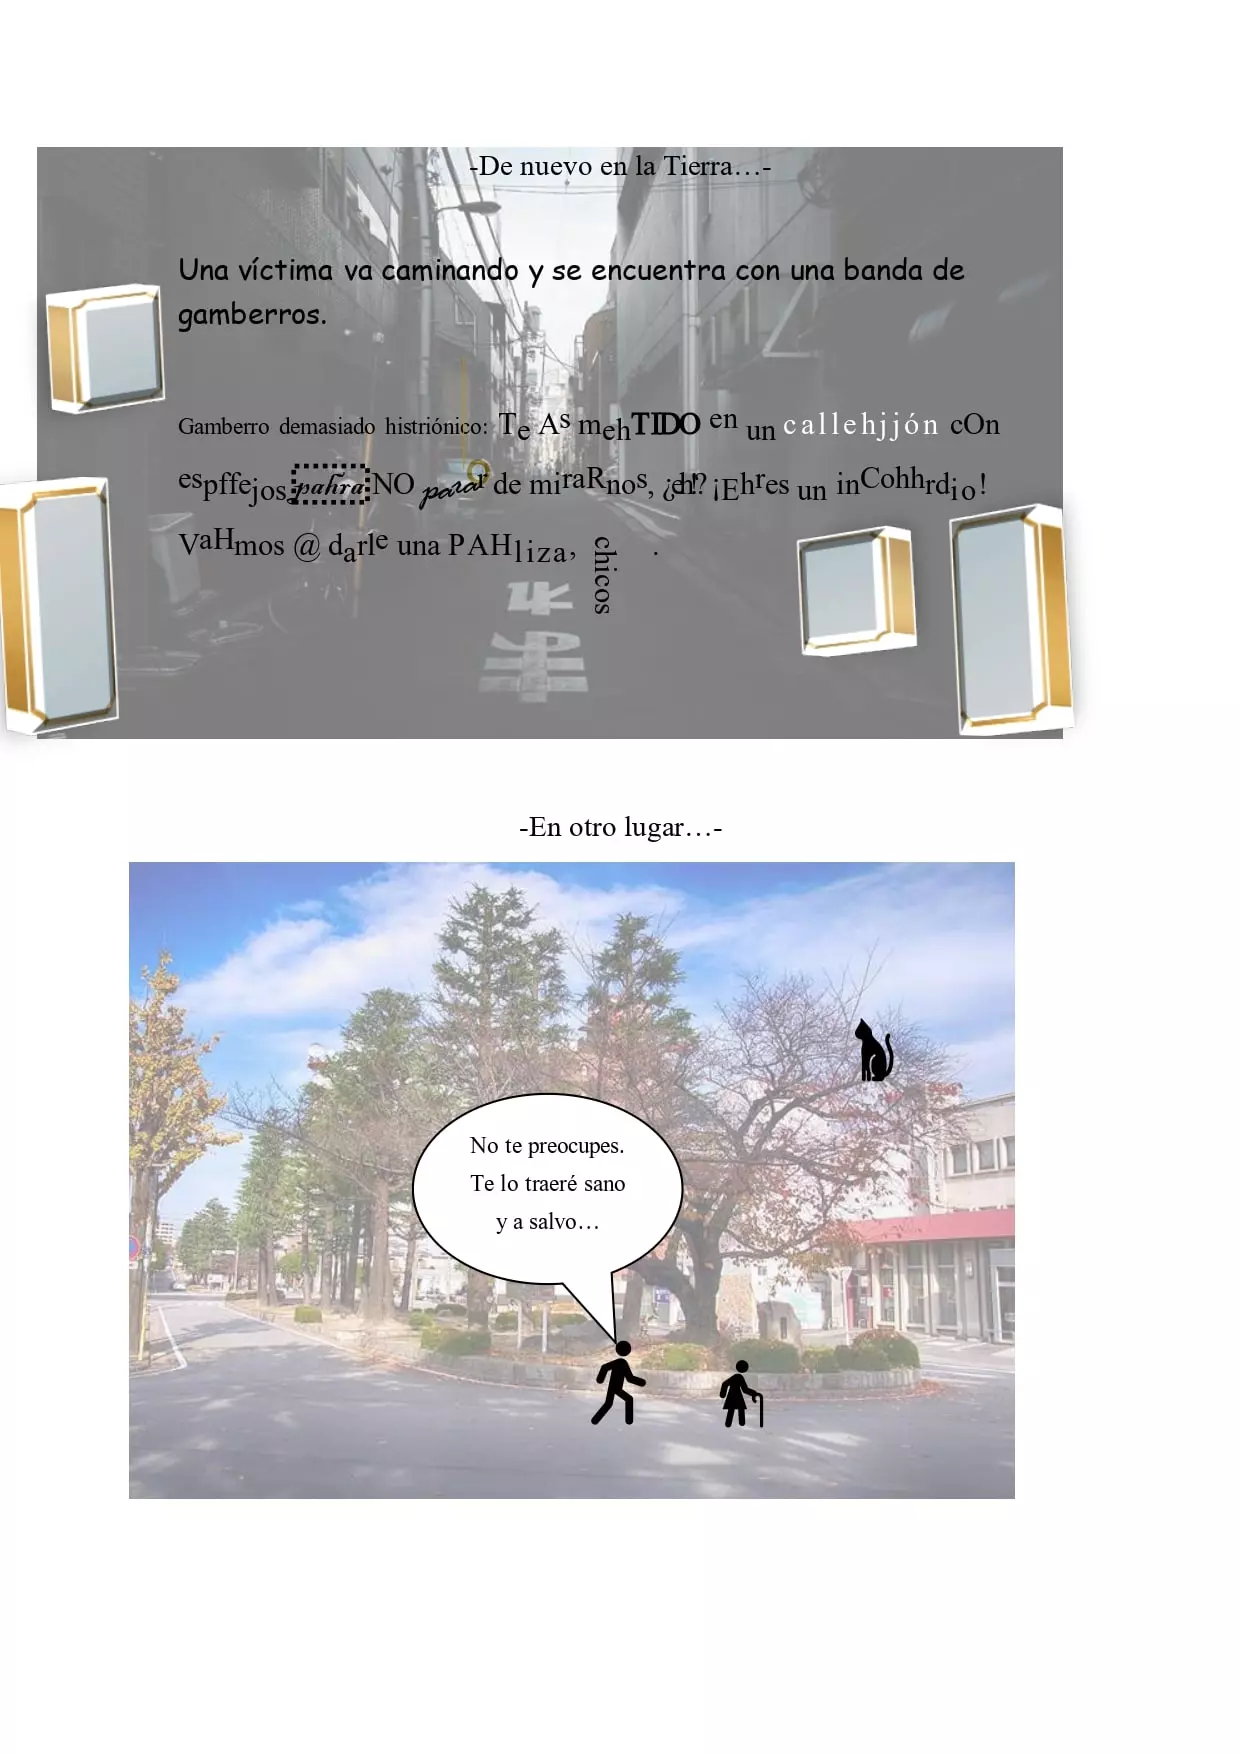 -De nuevo en la Tierra…-
Una víctima va caminando y se encuentra con una banda de
gamberros.
Gamberro demasiado histriónico: Te As mehTIDO en un callehjjón cOn
espffejos pahra NO parar de miraRnos, ¿eh!? ¡Ehres un inCohhrdio!
VaHmos @ darle una PAHliza, chicos.
-En otro lugar…-
No te preocupes.
Te lo traeré sano
y a salvo…